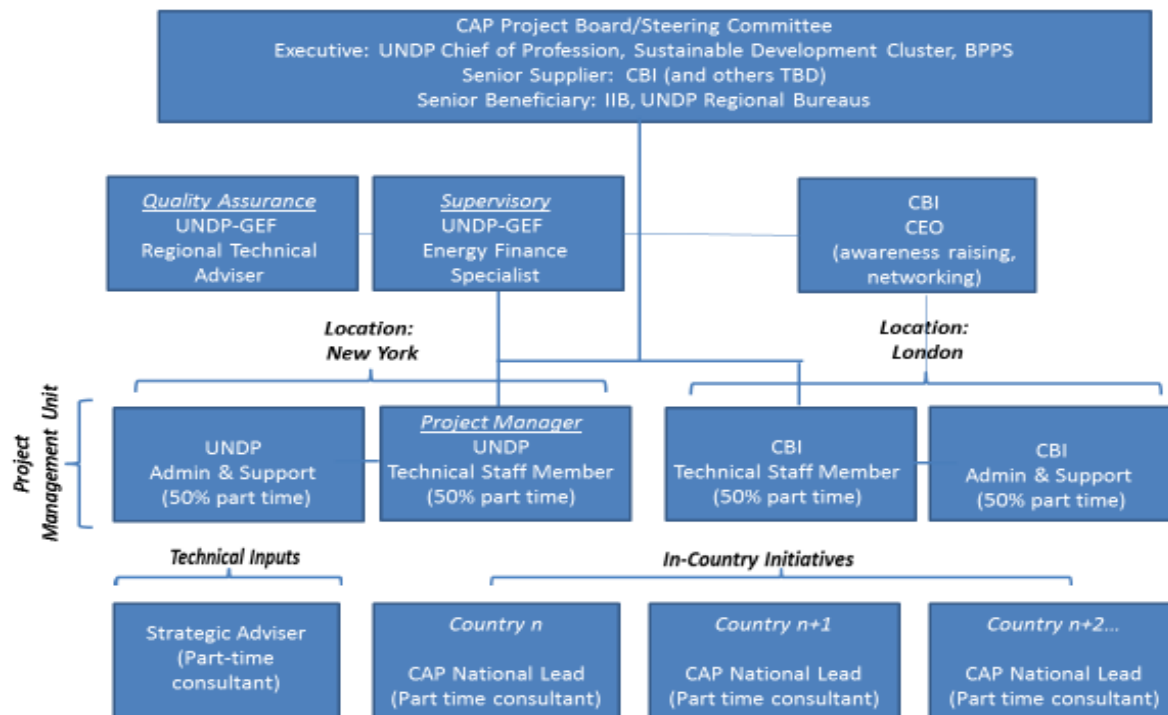 CAP Project Board/Steering Committee
Executive: UNDP Chief of Profession, Sustainable Development Cluster, BPPS
Senior Supplier: CBI (and others TBD)
Senior Beneficiary: IIB, UNDP Regional Bureaus
Quality Assurance
UNDP-GEF
Regional Technical
Adviser
Supervisory
UNDP-GEF
Energy Finance
Specialist
CBI
CEO
(awareness raising,
networking)
Location:
New York
Location:
London
Project
Management Unit
UNDP
Admin & Support
(50% part time)
Project Manager
UNDP
Technical Staff Member
(50% part time)
CBI
Technical Staff Member
(50% part time)
CBI
Admin & Support
(50% part time)
Technical Inputs
In-Country Initiatives
Strategic Adviser
(Part-time
consultant)
Country n
CAP National Lead
(Part time consultant)
Country n+1
CAP National Lead
(Part time consultant)
Country n+2...
CAP National Lead
(Part time consultant)